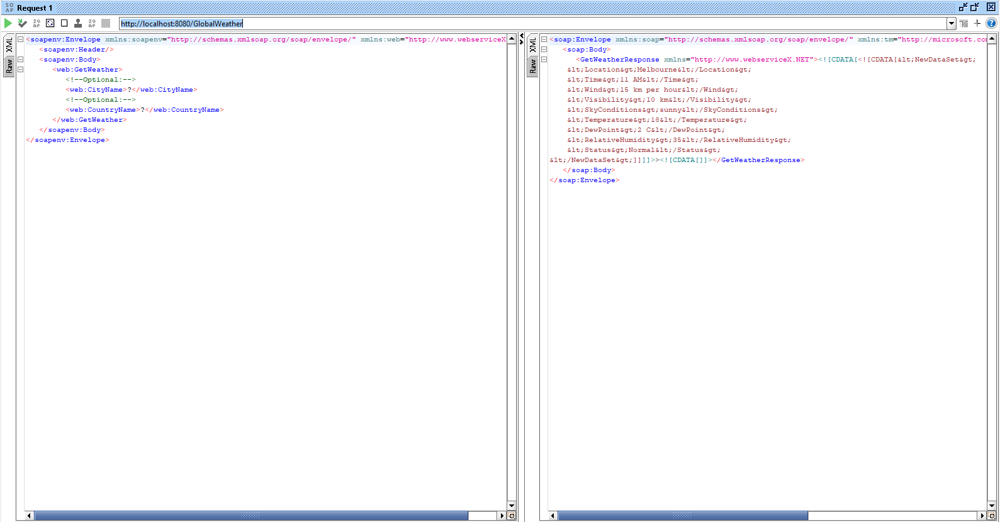 SO
AP
Request 1
SO
AP
SO
AP
http://localhost:8080/GlobalWeather
XML
Raw
<soapenv:Envelope xmlns:soapenv="http://schemas.xmlsoap.org/soap/envelope/" xmlns:web="http://www.webserviceX
<soapenv:Header/>
<soapenv:Body>
<web:GetWeather>
<!--Optional:-->
<web:CityName>?</web:CityName>
<!--Optional:-->
<web:CountryName>?</web:CountryName>
</web:GetWeather>
</soapenv:Body>
</soapenv:Envelope>
XML
Raw
<soap:Envelope xmlns:soap="http://schemas.xmlsoap.org/soap/envelope/" xmlns:tm="http://microsoft.co
<soap:Body>
<GetWeatherResponse xmlns="http://www.webserviceX.NET"><![CDATA[<![CDATA[&lt;NewDataSet&gt;
&lt;Location&gt;Melbourne&lt;/Location&gt;
&lt;Time&gt;11 AM&lt;/Time&gt;
&lt;Wind&gt;15 km per hour&lt;/Wind&gt;
&lt;Visibility&gt;10 km&lt;/Visibility&gt;
&lt;SkyConditions&gt;sunny&lt;/SkyConditions&gt;
&lt;Temperature&gt;18&lt;/Temperature&gt;
&lt;DewPoint&gt;2 C&lt;/DewPoint&gt;
&lt;RelativeHumidity&gt;35&lt;/RelativeHumidity&gt;
&lt;Status&gt;Normal&lt;/Status&gt;
&lt;/NewDataSet&gt;]]]]>><![CDATA[]]></GetWeatherResponse>
</soap:Body>
</soap:Envelope>